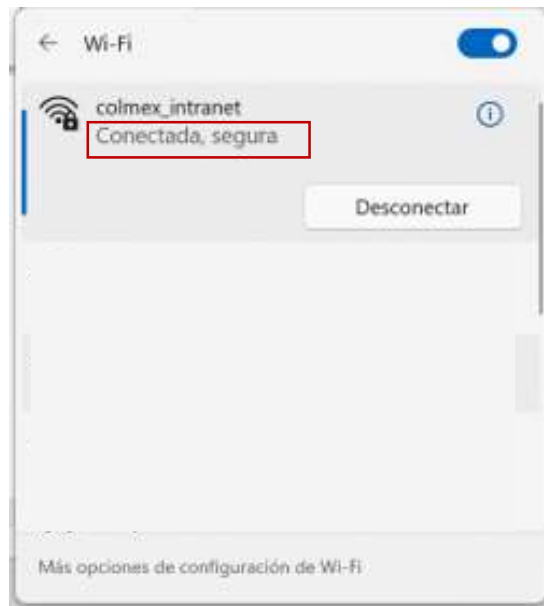 Wi-Fi
colmex_intranet
Conectada, segura
Desconectar
Más opciones de configuración de Wi-Fi